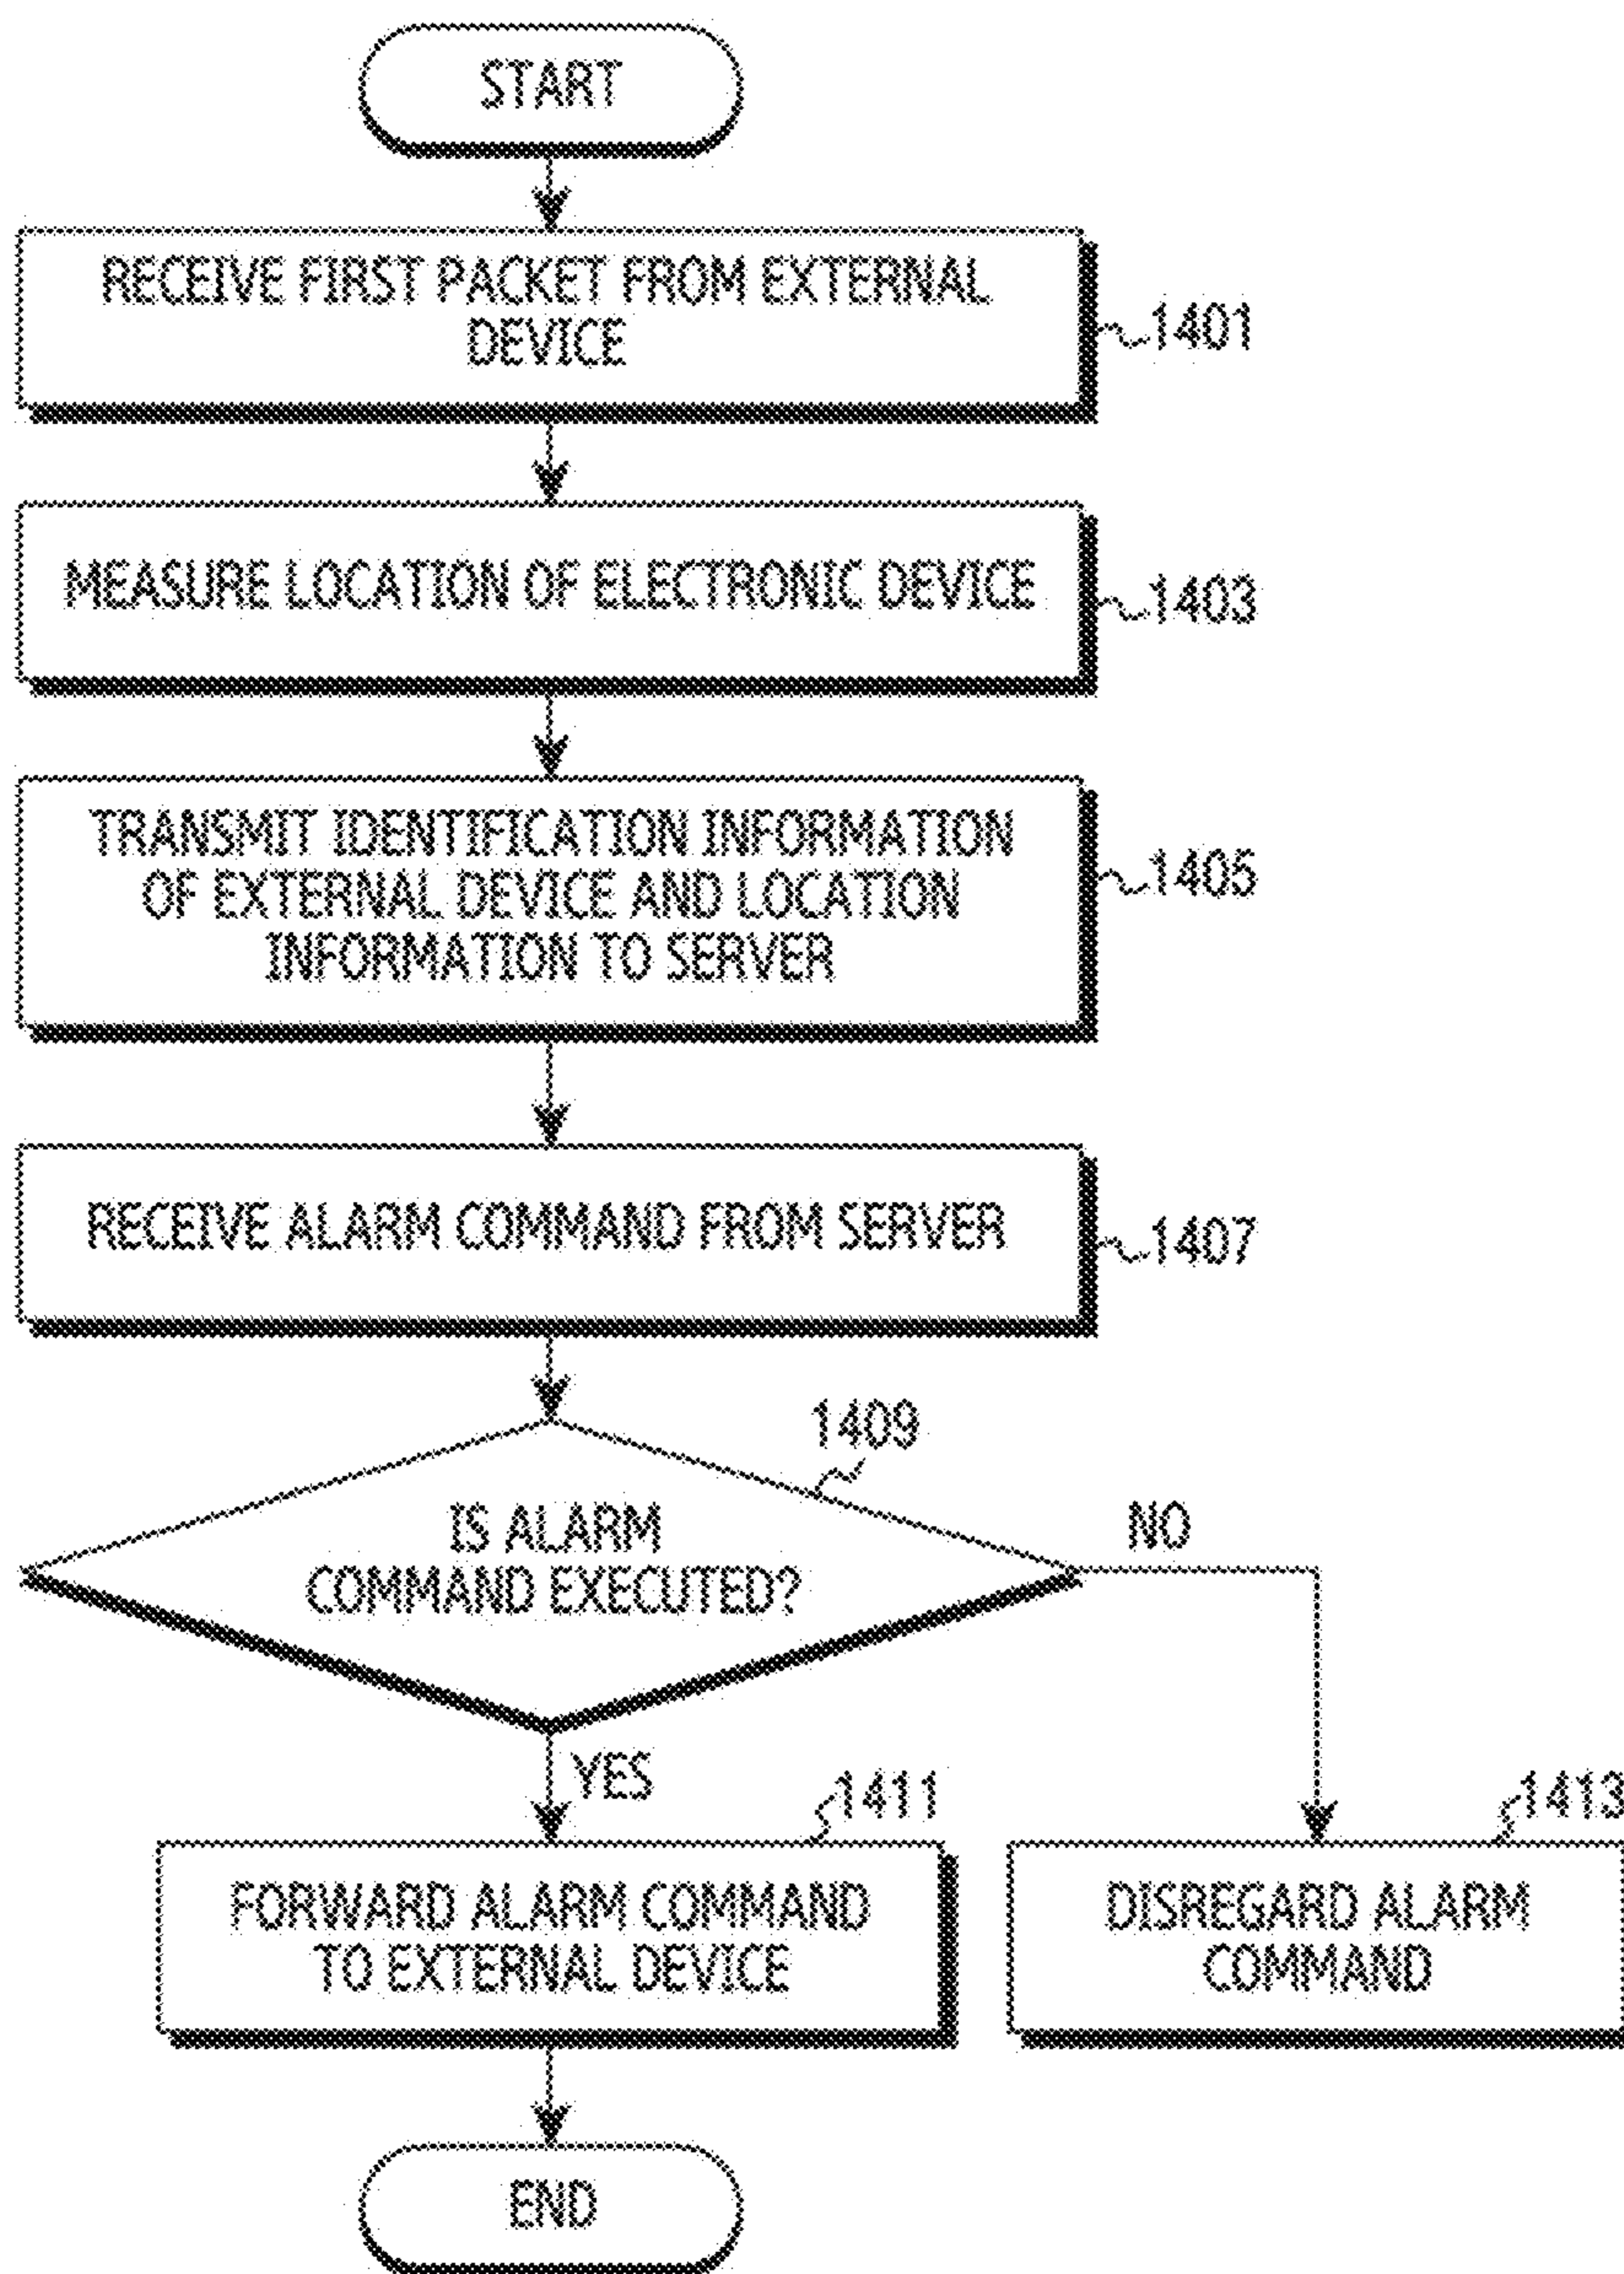 START
RECEIVE FIRST PACKET FROM EXTERNAL
DEVICE
1401
MEASURE LOCATION OF ELECTRONIC DEVICE
1403
TRANSMIT IDENTIFICATION INFORMATION
OF EXTERNAL DEVICE AND LOCATION
INFORMATION TO SERVER
1405
RECEIVE ALARM COMMAND FROM SERVER
1407
1409
IS ALARM
COMMAND EXECUTED?
NO
YES
1411
1413
FORWARD ALARM COMMAND
TO EXTERNAL DEVICE
DISREGARD ALARM
COMMAND
END